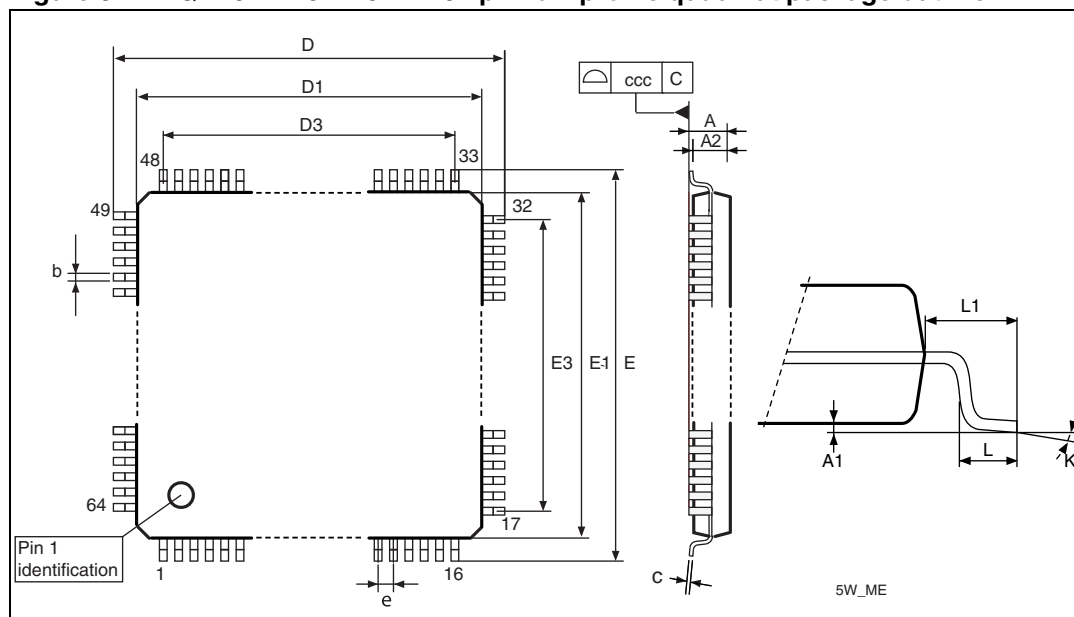 D
D1
D3
ccc C
A
A2
48
33
49
32
b
E3
E1
E
L1
A1
L
K
64
17
Pin 1
identification
1
16
e
c
5W_ME